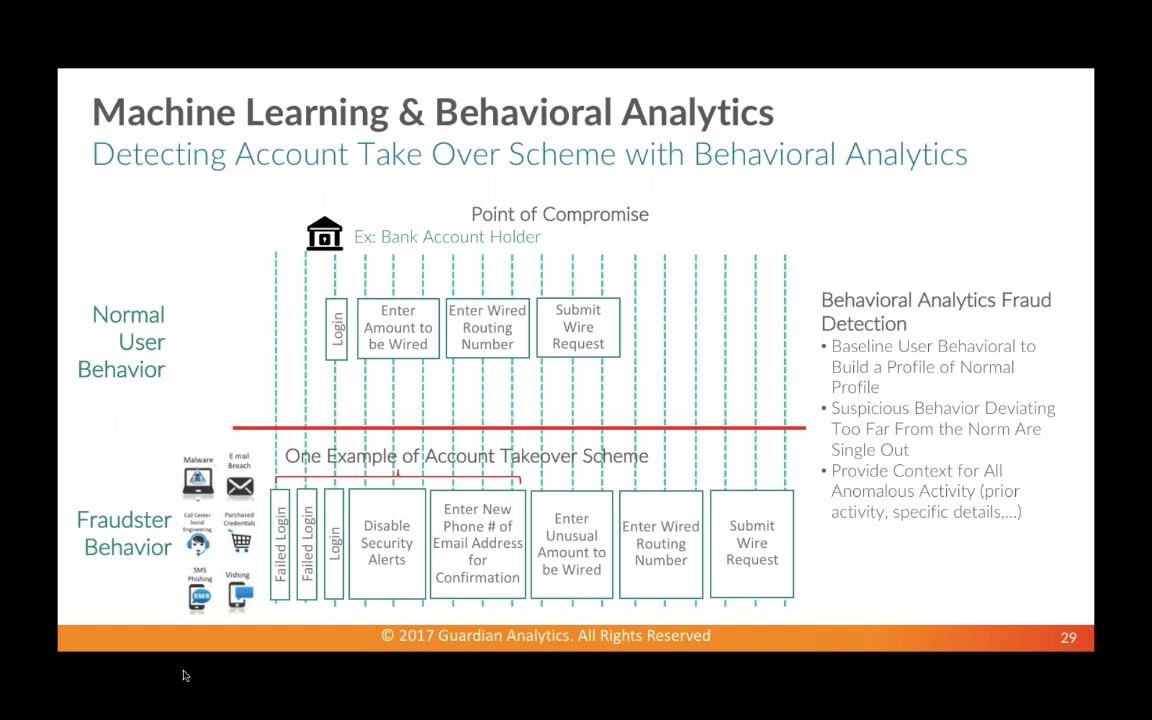 Machine Learning & Behavioral Analytics
Detecting Account Take Over Scheme with Behavioral Analytics
Point of Compromise
Ex: Bank Account Holder
Normal
User
Behavior
Login
Enter
Amount to
be Wired
Enter Wired
Routing
Number
Submit
Wire
Request
Behavioral Analytics Fraud
Detection
• Baseline User Behavioral to
Build a Profile of Normal
Profile
• Suspicious Behavior Deviating
Too Far From the Norm Are
Single Out
• Provide Context for All
Anomalous Activity (prior
activity, specific details,...)
One Example of Account Takeover Scheme
Fraudster
Behavior
Malware
E mail
Breach
Call Center
Social
Engineering
Purchased
Credentials
SMS
Phishing
SMS
Vishing
Failed Login
Failed Login
Login
Disable
Security
Alerts
Enter New
Phone # of
Email Address
for
Confirmation
Enter
Unusual
Amount to
be Wired
Enter Wired
Routing
Number
Submit
Wire
Request
© 2017 Guardian Analytics. All Rights Reserved
29